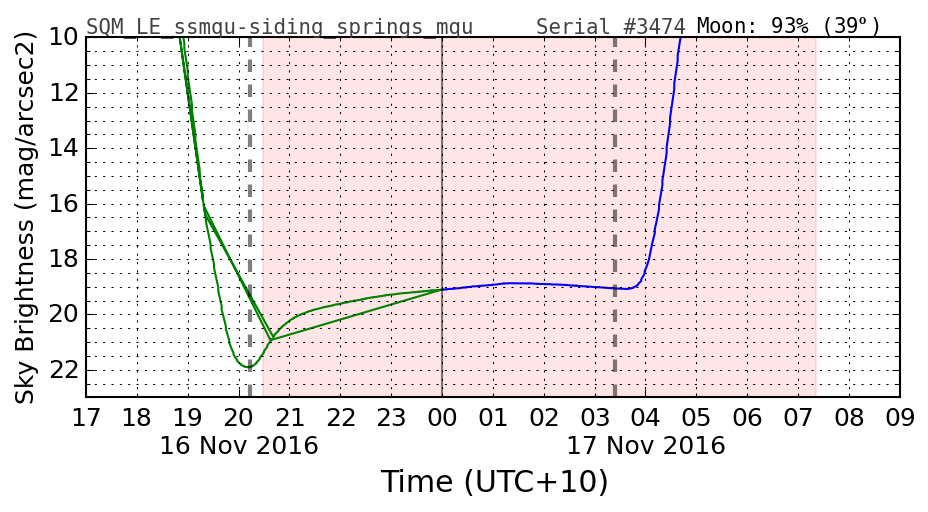 SQM_LE_ssmqu-siding_springs_mqu Serial #3474 Moon: 93% (39°)
Sky Brightness (mag/arcsec2)
10
12
14
16
18
20
22
17 18 19 20 21 22 23 00 01 02 03 04 05 06 07 08 09
16 Nov 2016 17 Nov 2016
Time (UTC+10)